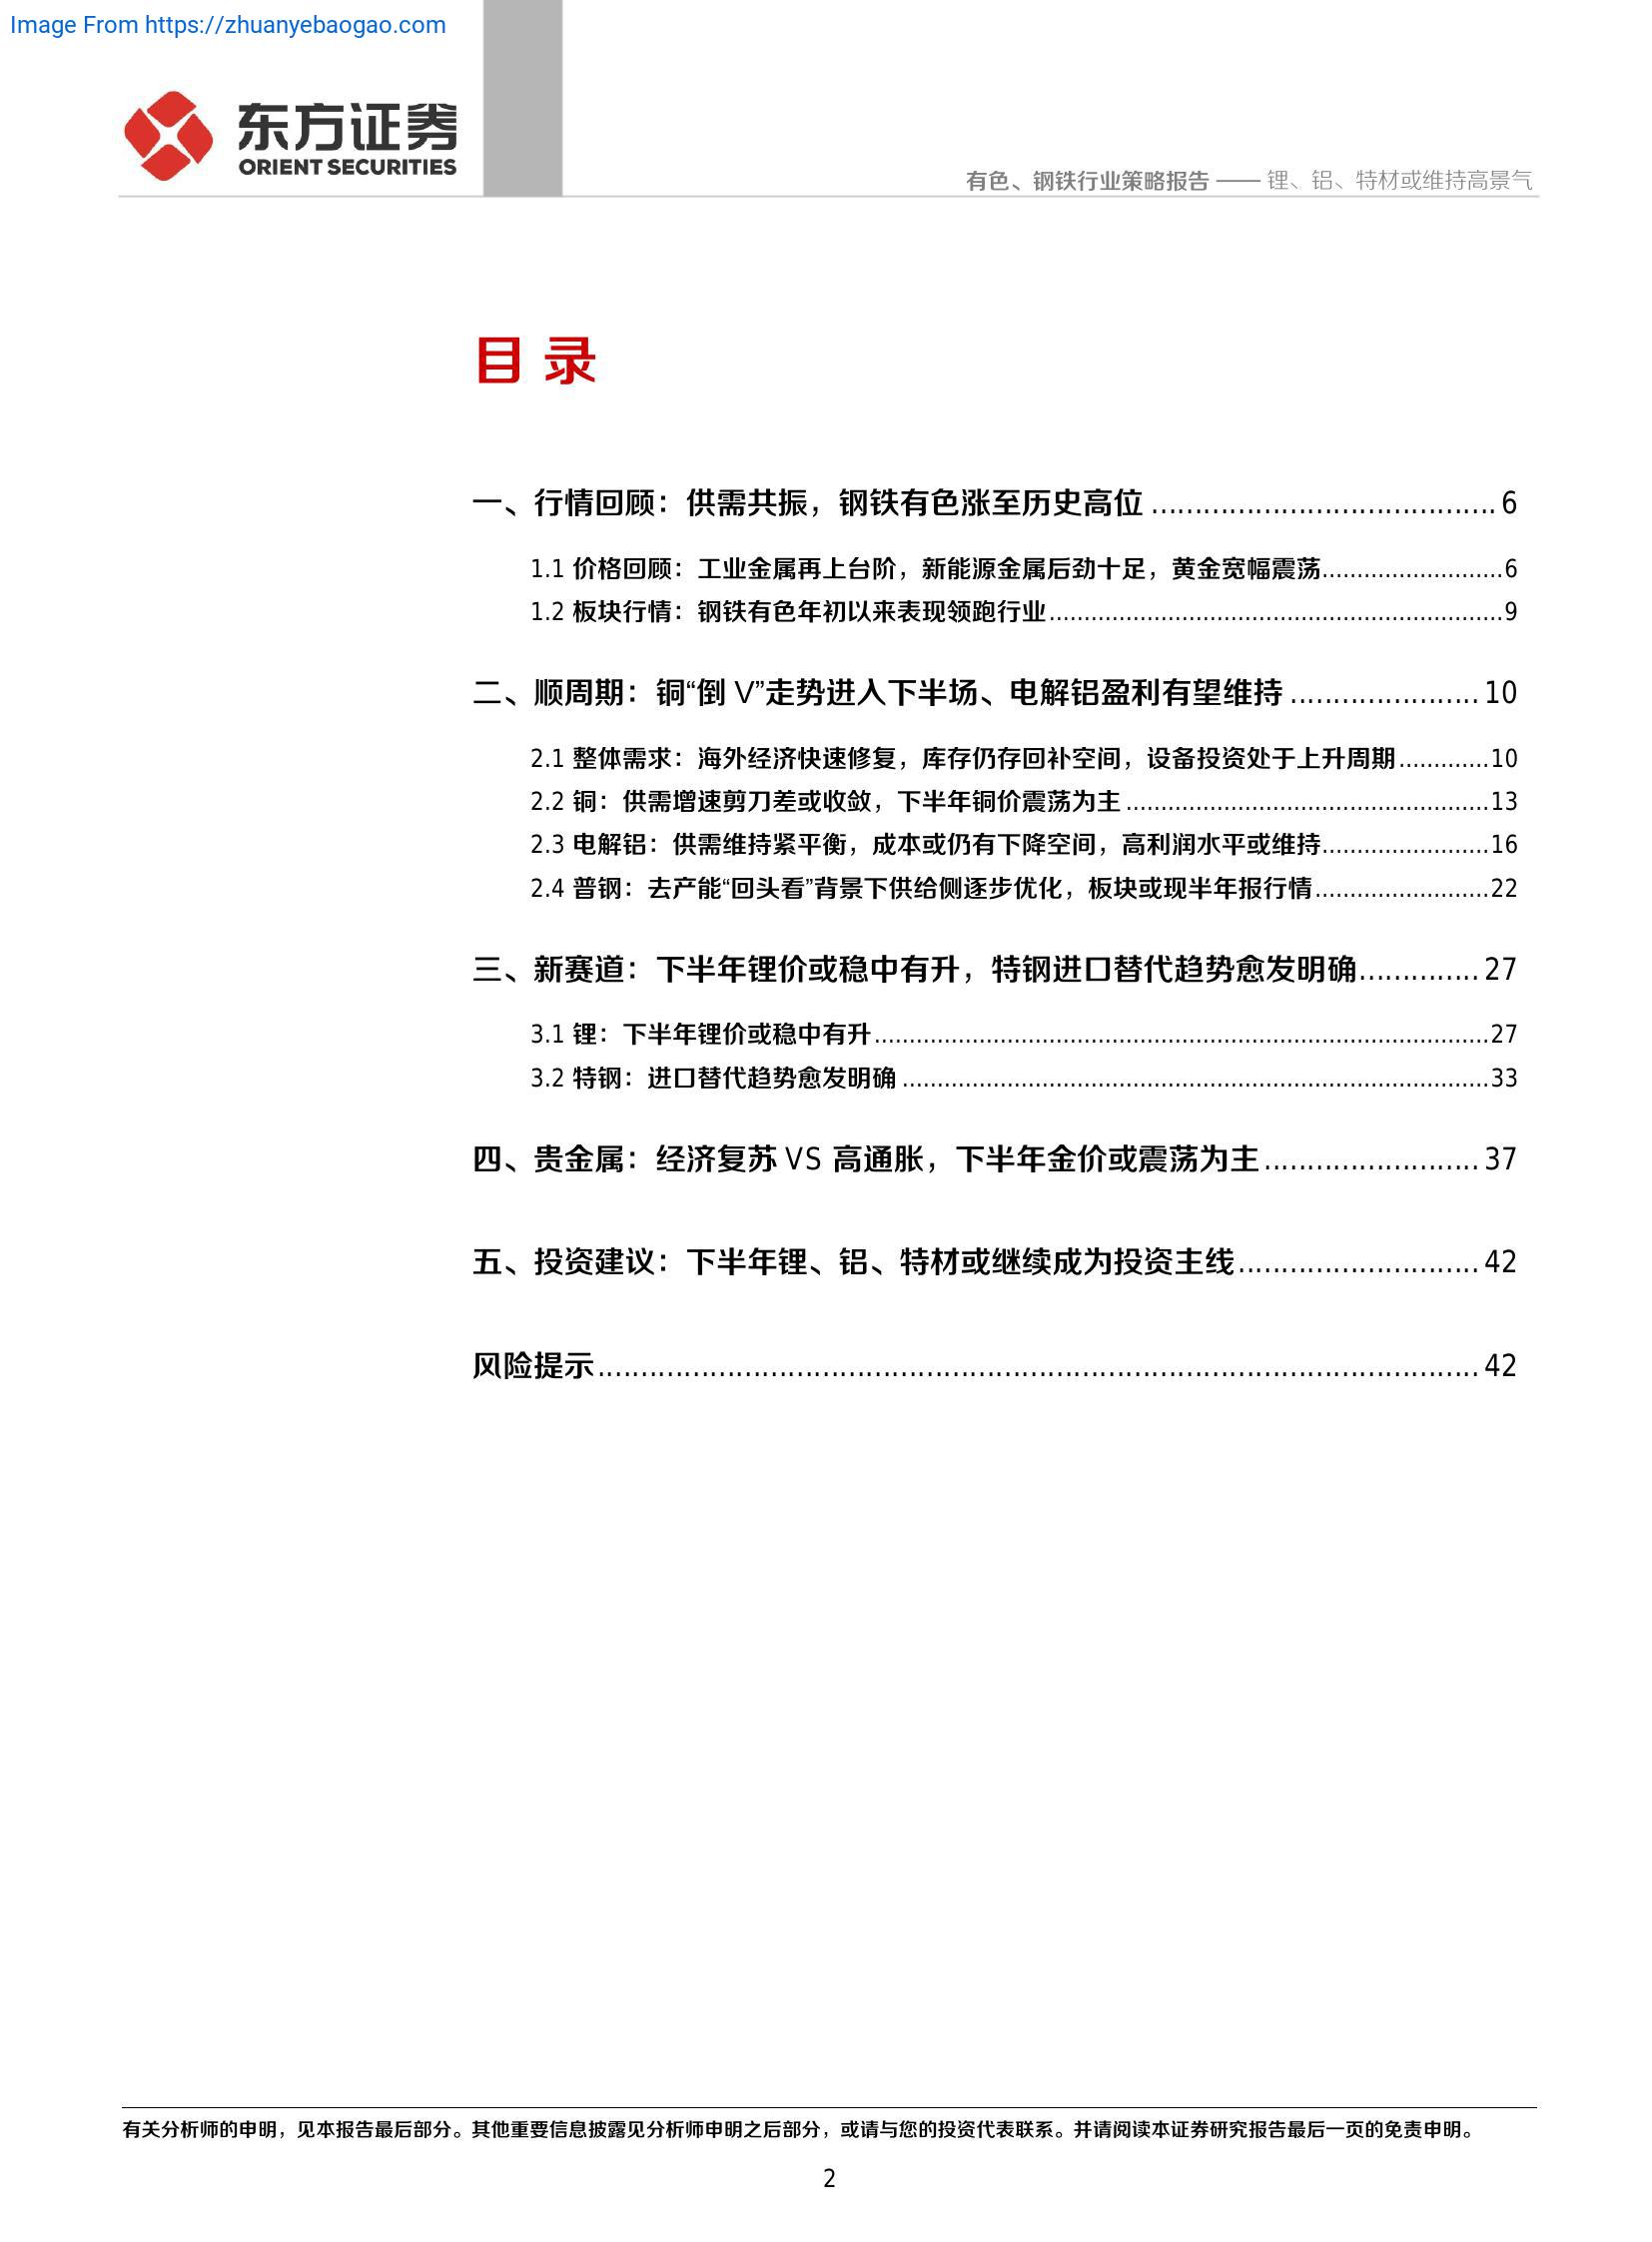 Image From https://zhuanyebaogao.com
东方证券
ORIENT SECURITIES
有色、钢铁行业策略报告 —— 锂、铝、特材或维持高景气
目 录
一、行情回顾：供需共振，钢铁有色涨至历史高位 ........................................ 6
1.1 价格回顾：工业金属再上台阶，新能源金属后劲十足，黄金宽幅震荡..........................6
1.2 板块行情：钢铁有色年初以来表现领跑行业.................................................................9
二、顺周期：铜“倒 V”走势进入下半场、电解铝盈利有望维持 ...................... 10
2.1 整体需求：海外经济快速修复，库存仍存回补空间，设备投资处于上升周期.............10
2.2 铜：供需增速剪刀差或收敛，下半年铜价震荡为主 ....................................................13
2.3 电解铝：供需维持紧平衡，成本或仍有下降空间，高利润水平或维持........................16
2.4 普钢：去产能“回头看”背景下供给侧逐步优化，板块或现半年报行情.........................22
三、新赛道：下半年锂价或稳中有升，特钢进口替代趋势愈发明确.............. 27
3.1 锂：下半年锂价或稳中有升........................................................................................27
3.2 特钢：进口替代趋势愈发明确 ....................................................................................33
四、贵金属：经济复苏 VS 高通胀，下半年金价或震荡为主......................... 37
五、投资建议：下半年锂、铝、特材或继续成为投资主线............................ 42
风险提示...................................................................................................... 42
有关分析师的申明，见本报告最后部分。其他重要信息披露见分析师申明之后部分，或请与您的投资代表联系。并请阅读本证券研究报告最后一页的免责申明。
2